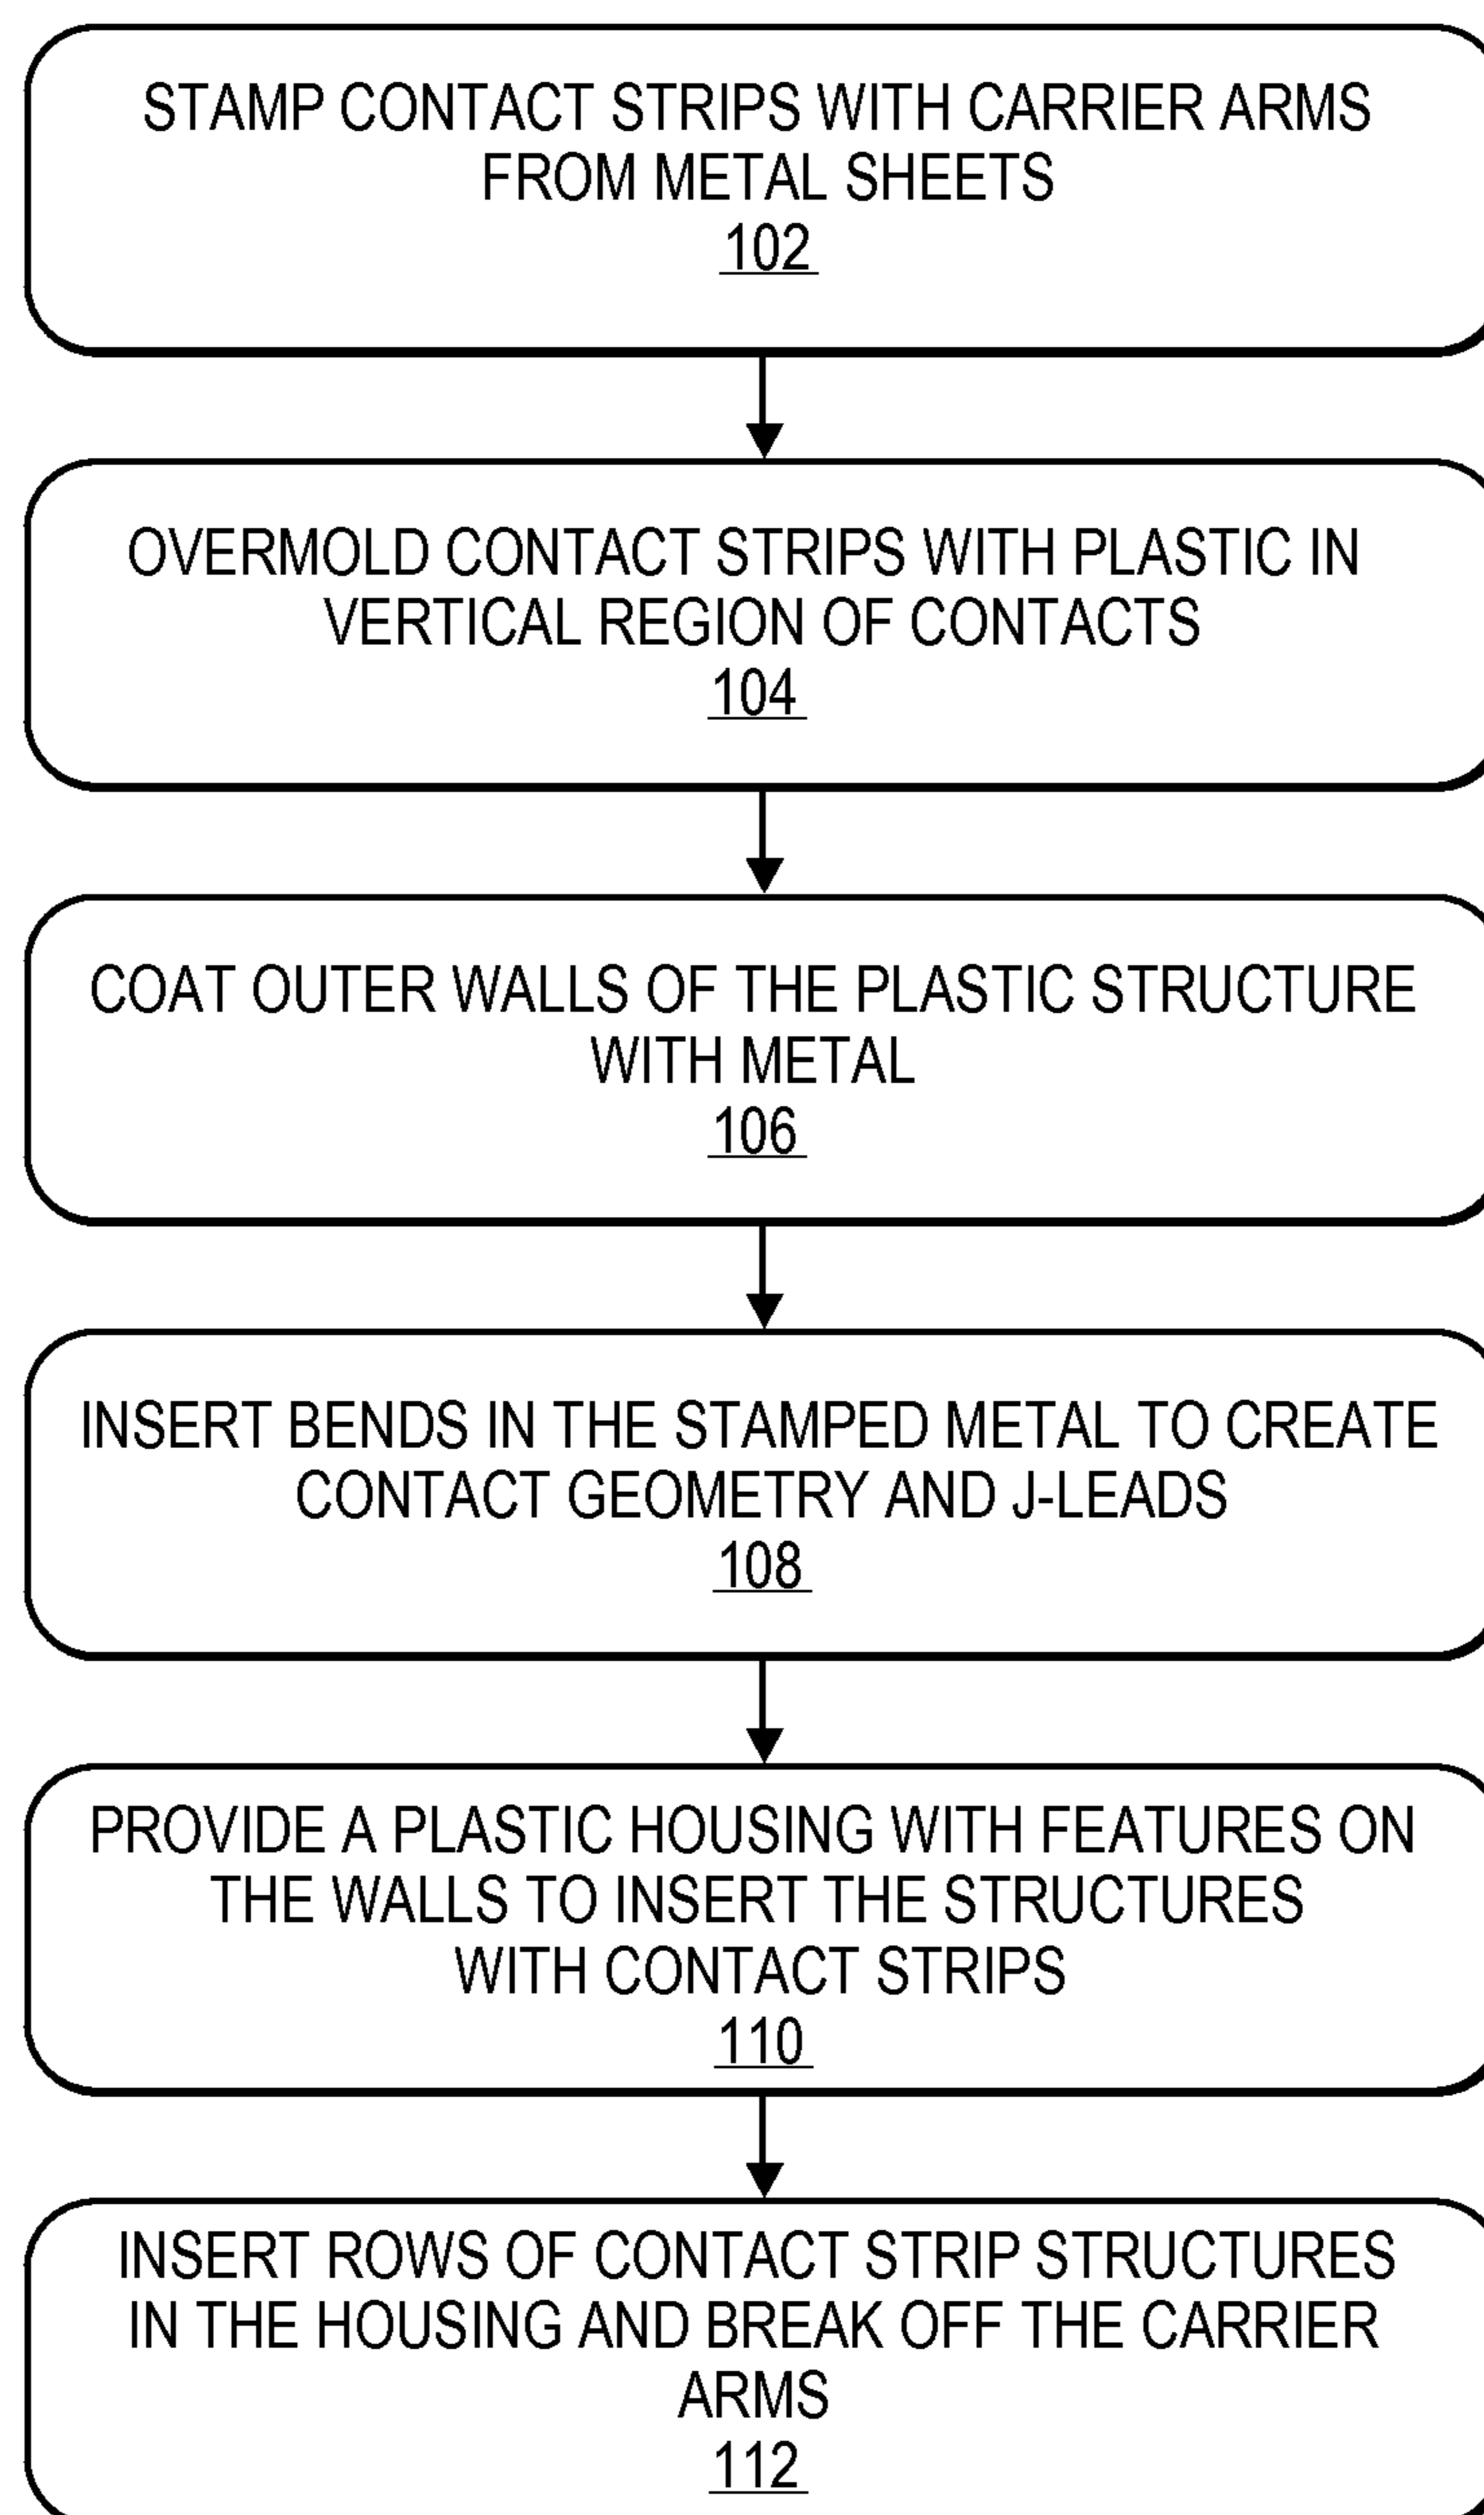 STAMP CONTACT STRIPS WITH CARRIER ARMS
FROM METAL SHEETS
102
OVERMOLD CONTACT STRIPS WITH PLASTIC IN
VERTICAL REGION OF CONTACTS
104
COAT OUTER WALLS OF THE PLASTIC STRUCTURE
WITH METAL
106
INSERT BENDS IN THE STAMPED METAL TO CREATE
CONTACT GEOMETRY AND J-LEADS
108
PROVIDE A PLASTIC HOUSING WITH FEATURES ON
THE WALLS TO INSERT THE STRUCTURES
WITH CONTACT STRIPS
110
INSERT ROWS OF CONTACT STRIP STRUCTURES
IN THE HOUSING AND BREAK OFF THE CARRIER
ARMS
112